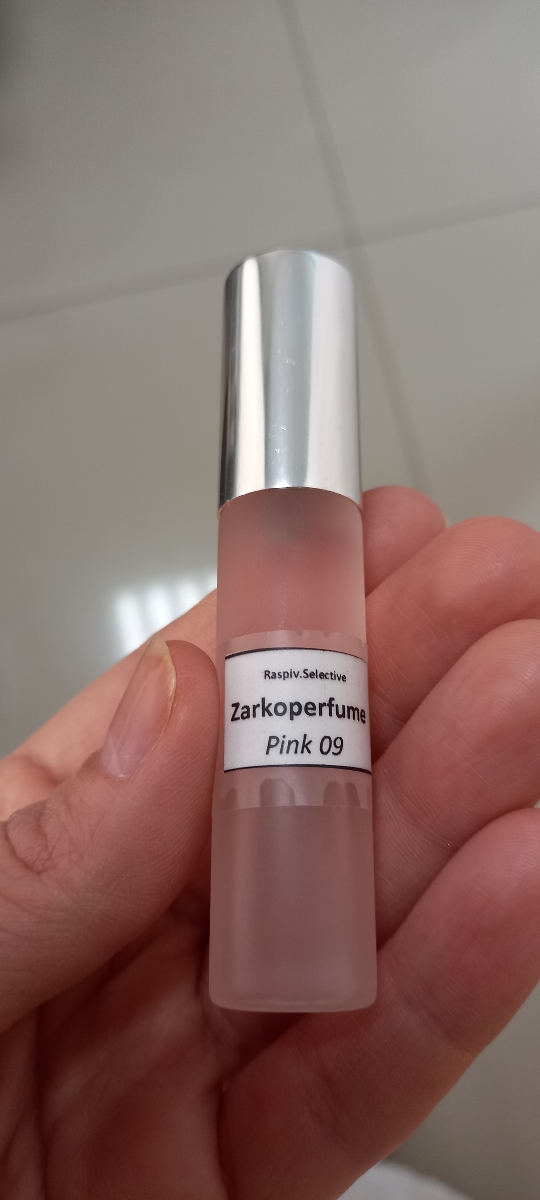 Raspiv.Selective
Zarkoperfume
Pink 09